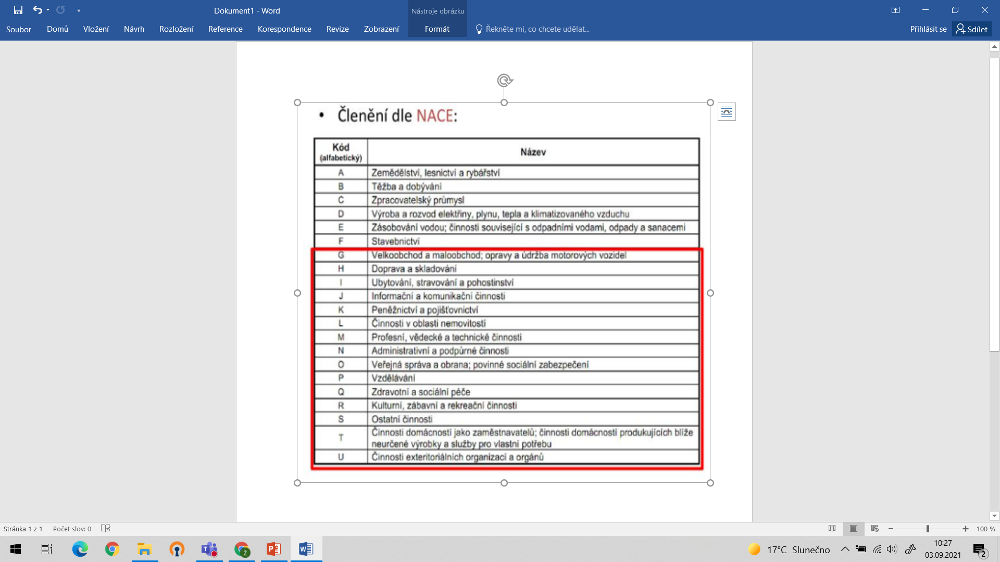 Dokument1 - Word
Nástroje obrázku
Soubor Domů Vložení Návrh Rozložení Reference Korespondence Revize Zobrazení Formát Řekněte mi, co chcete udělat... Přihlásit se Sdílet
• Členění dle NACE:
Kód (alfabetický) Název
A Zemědělství, lesnictví a rybářství
B Těžba a dobývání
C Zpracovatelský průmysl
D Výroba a rozvod elektřiny, plynu, tepla a klimatizovaného vzduchu
E Zásobování vodou; činnosti související s odpadními vodami, odpady a sanacemi
F Stavebnictví
G Velkoobchod a maloobchod; opravy a údržba motorových vozidel
H Doprava a skladování
I Ubytování, stravování a pohostinství
J Informační a komunikační činnosti
K Peněžnictví a pojišťovnictví
L Činnosti v oblasti nemovitostí
M Profesní, vědecké a technické činnosti
N Administrativní a podpůrné činnosti
O Veřejná správa a obrana; povinné sociální zabezpečení
P Vzdělávání
Q Zdravotní a sociální péče
R Kulturní, zábavní a rekreační činnosti
S Ostatní činnosti
T Činnosti domácností jako zaměstnavatelů; činnosti domácností produkujících blíže
neurčené výrobky a služby pro vlastní potřebu
U Činnosti exteritoriálních organizací a orgánů
Stránka 1 z 1 Počet slov: 0 100 %
17°C Slunečno
10:27
03.09.2021
2